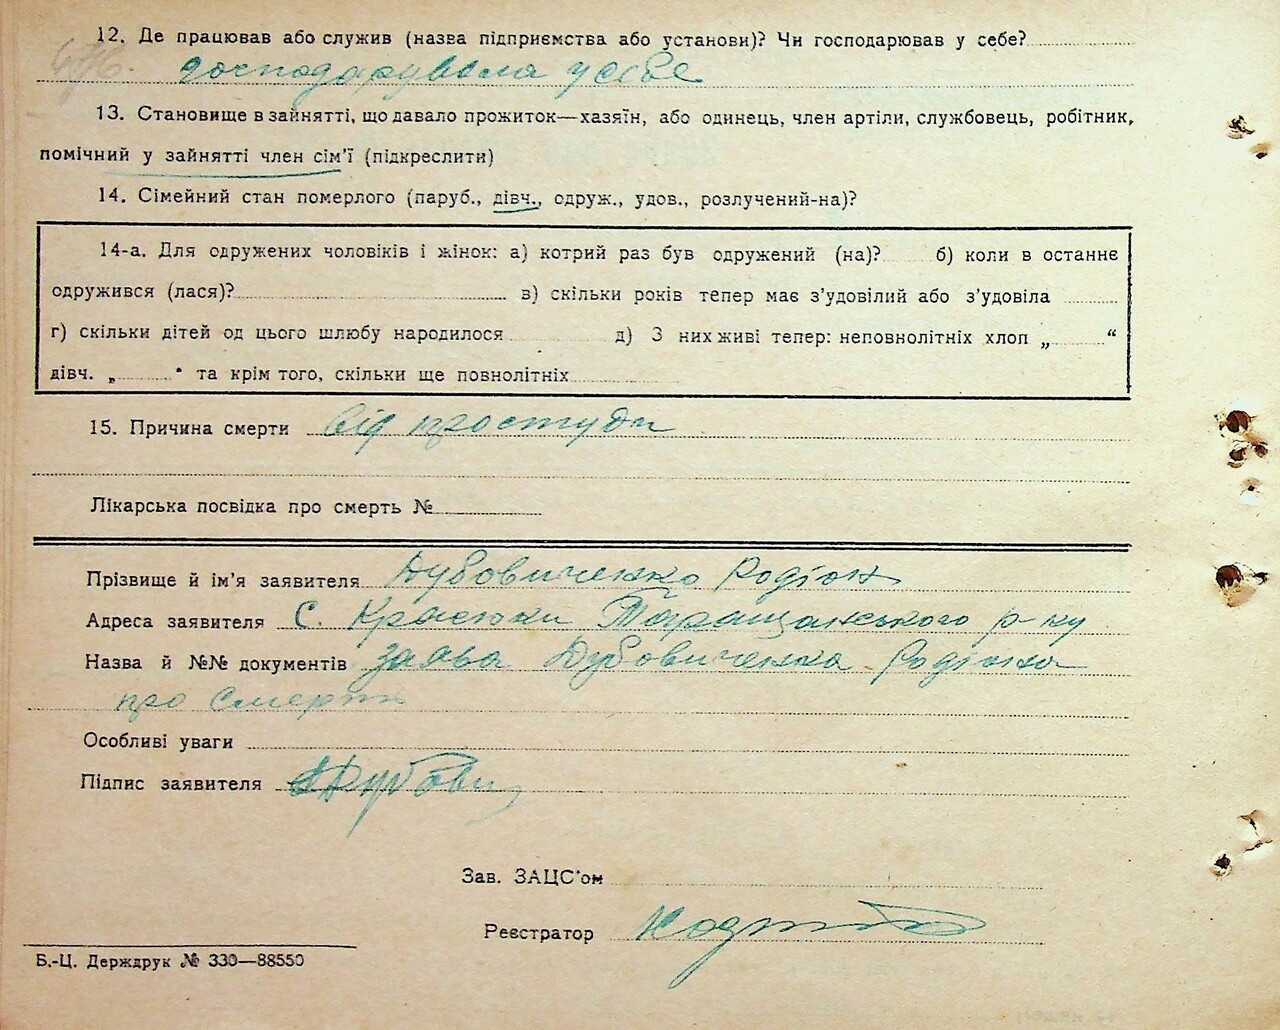 12. Де працював або служив (назва підприємства або установи)? Чи господарював у себе?
господарувала у себе
13. Становище в зайнятті, що давало прожиток—хазяїн, або одинець, член артіли, службовець, робітник,
помічний у зайнятті член сім'ї (підкреслити)
14. Сімейний стан померлого (паруб., дівч., одруж., удов., розлучений-на)?
14-а. Для одружених чоловіків і жінок: а) котрий раз був одружений (на)? б) коли в останнє
одружився (лася)? в) скільки років тепер має з'удовілий або з'удовіла
г) скільки дітей од цього шлюбу народилося д) З них живі тепер: неповнолітніх хлоп „ “
дівч. „ “ та крім того, скільки ще повнолітніх
15. Причина смерти від простуди
Лікарська посвідка про смерть №
Прізвище й ім'я заявителя Дубовиченко Родіон
Адреса заявителя С. Таращанського р-ну
Назва й №№ документів Заява Дубовиченка Родіона
про смерть
Особливі уваги
Підпис заявителя Дубови
Зав. ЗАЦС'ом
Реєстратор
Б.-Ц. Держдрук № 330—88550